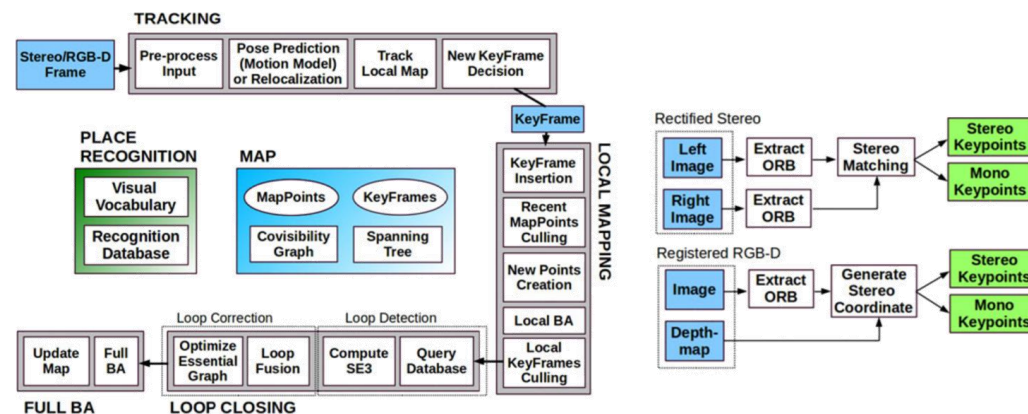 TRACKING
Stereo/RGB-D
Frame
Pre-process
Input
Pose Prediction
(Motion Model)
or Relocalization
Track
Local Map
New KeyFrame
Decision
KeyFrame
PLACE
RECOGNITION
Visual
Vocabulary
Recognition
Database
MAP
MapPoints
KeyFrames
Covisibility
Graph
Spanning
Tree
LOCAL MAPPING
KeyFrame
Insertion
Recent
MapPoints
Culling
New Points
Creation
Local BA
Local
KeyFrames
Culling
Loop Correction
Loop Detection
Update
Map
Full
BA
Optimize
Essential
Graph
Loop
Fusion
Compute
SE3
Query
Database
FULL BA
LOOP CLOSING
Rectified Stereo
Left
Image
Extract
ORB
Stereo
Matching
Stereo
Keypoints
Mono
Keypoints
Right
Image
Extract
ORB
Registered RGB-D
Image
Extract
ORB
Generate
Stereo
Coordinate
Stereo
Keypoints
Mono
Keypoints
Depth-
map